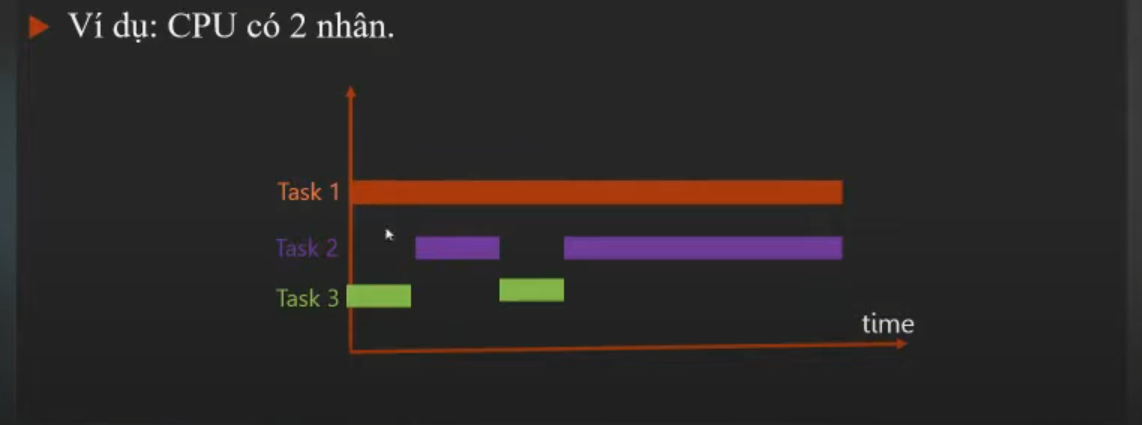 Ví dụ: CPU có 2 nhân.
Task 1
Task 2
Task 3
time